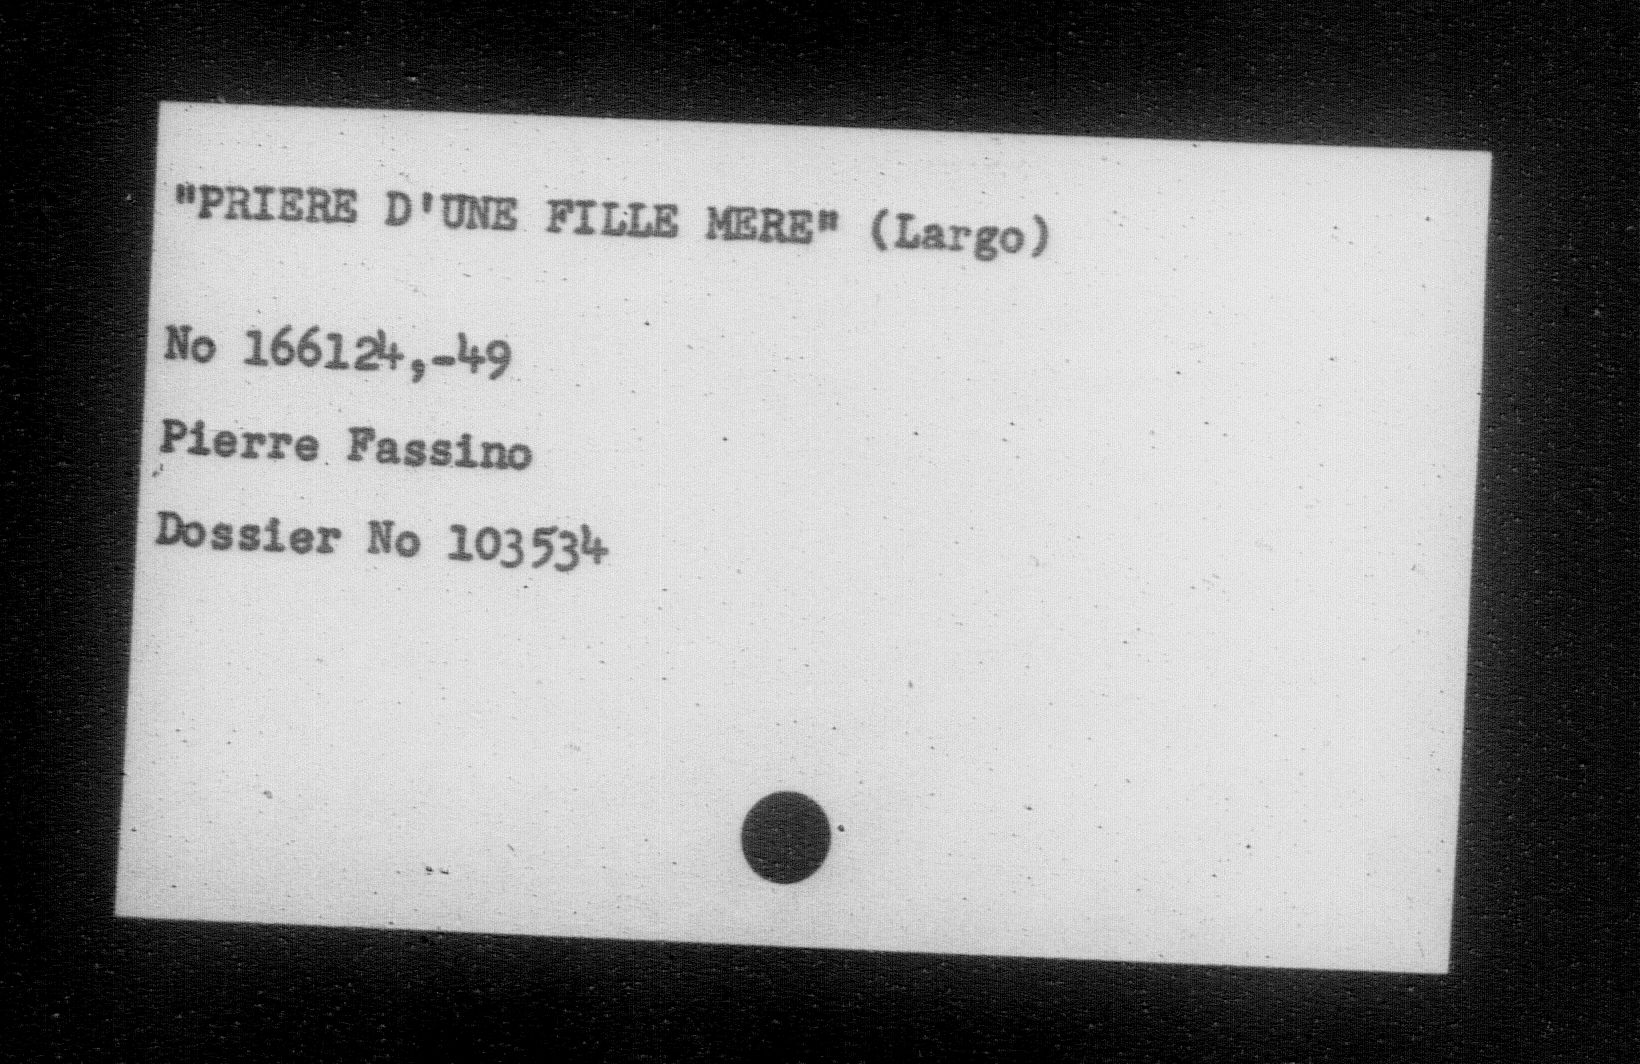 "PRIERE D'UNE FILLE MERE" (Largo)
No 166124,-49
Pierre Fassino
Dossier No 103534